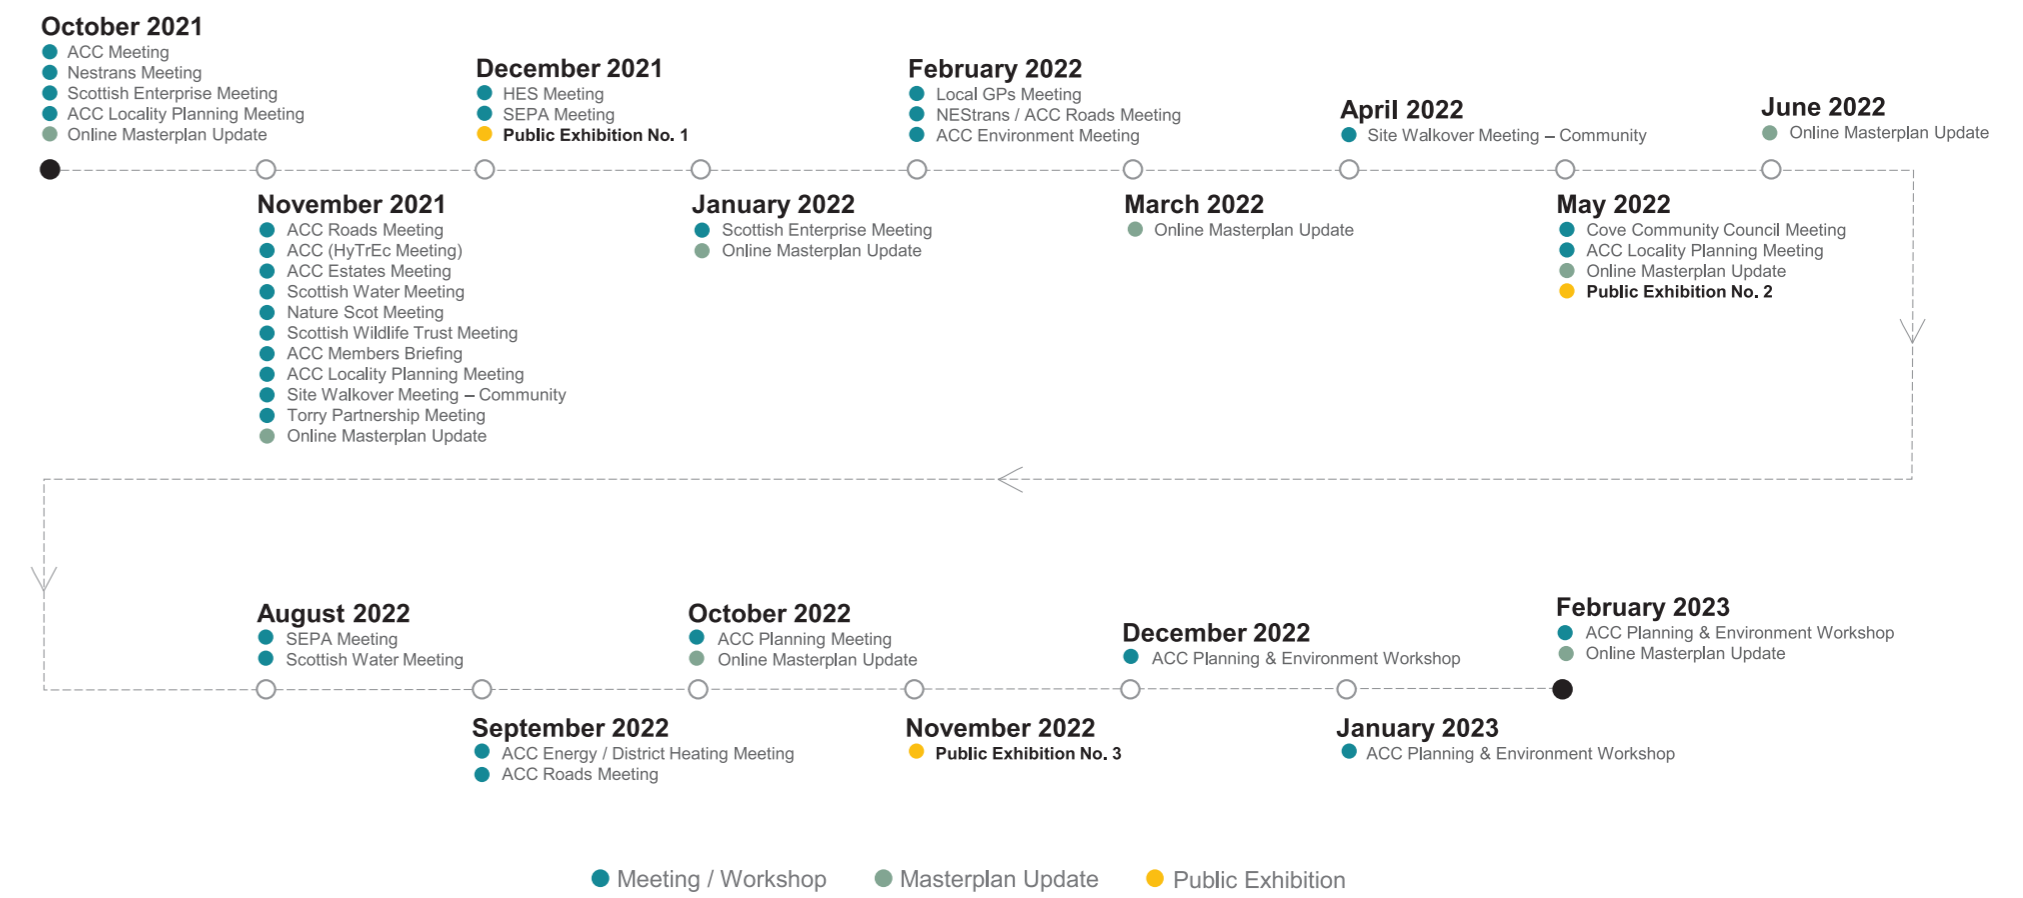 October 2021
ACC Meeting
Nestrans Meeting
Scottish Enterprise Meeting
ACC Locality Planning Meeting
Online Masterplan Update
November 2021
ACC Roads Meeting
ACC (HyTrEc Meeting)
ACC Estates Meeting
Scottish Water Meeting
Nature Scot Meeting
Scottish Wildlife Trust Meeting
ACC Members Briefing
ACC Locality Planning Meeting
Site Walkover Meeting – Community
Torry Partnership Meeting
Online Masterplan Update
December 2021
HES Meeting
SEPA Meeting
Public Exhibition No. 1
January 2022
Scottish Enterprise Meeting
Online Masterplan Update
February 2022
Local GPs Meeting
NEStrans / ACC Roads Meeting
ACC Environment Meeting
March 2022
Online Masterplan Update
April 2022
Site Walkover Meeting – Community
May 2022
Cove Community Council Meeting
ACC Locality Planning Meeting
Online Masterplan Update
Public Exhibition No. 2
June 2022
Online Masterplan Update
August 2022
SEPA Meeting
Scottish Water Meeting
September 2022
ACC Energy / District Heating Meeting
ACC Roads Meeting
October 2022
ACC Planning Meeting
Online Masterplan Update
November 2022
Public Exhibition No. 3
December 2022
ACC Planning & Environment Workshop
January 2023
ACC Planning & Environment Workshop
February 2023
ACC Planning & Environment Workshop
Online Masterplan Update
Meeting / Workshop
Masterplan Update
Public Exhibition